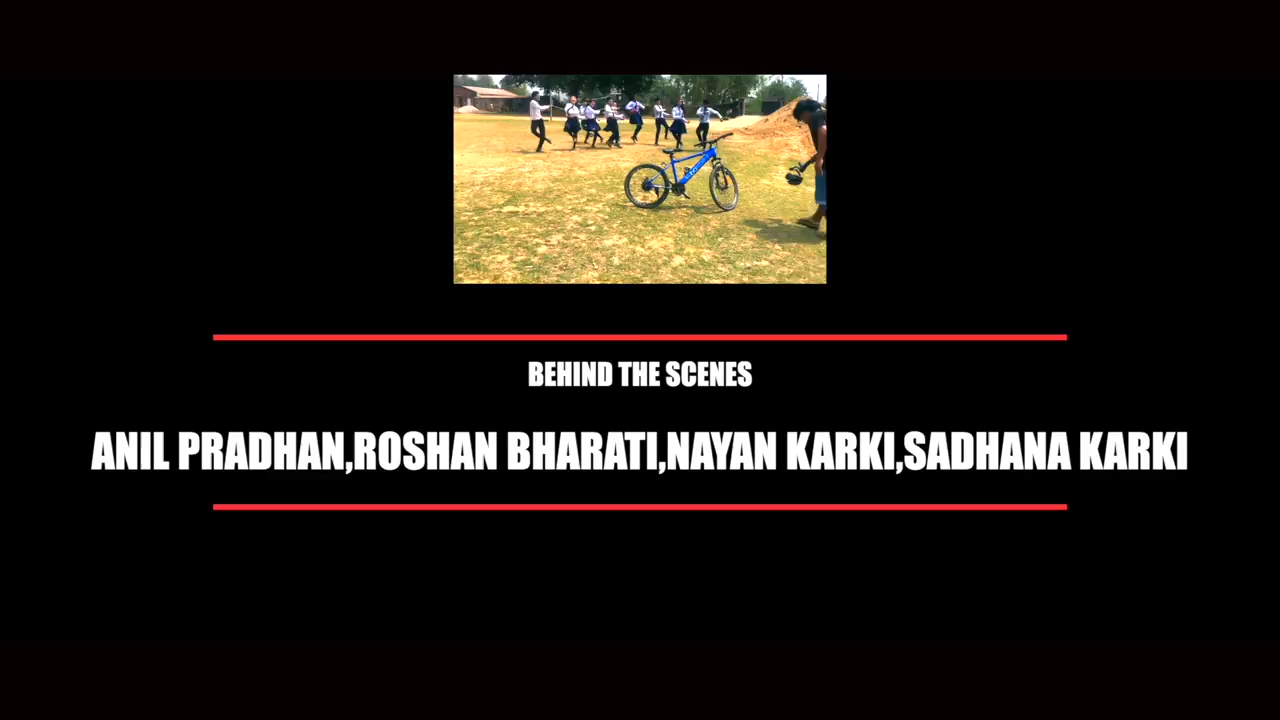 BEHIND THE SCENES
ANIL PRADHAN,ROSHAN BHARATI,NAYAN KARKI,SADHANA KARKI